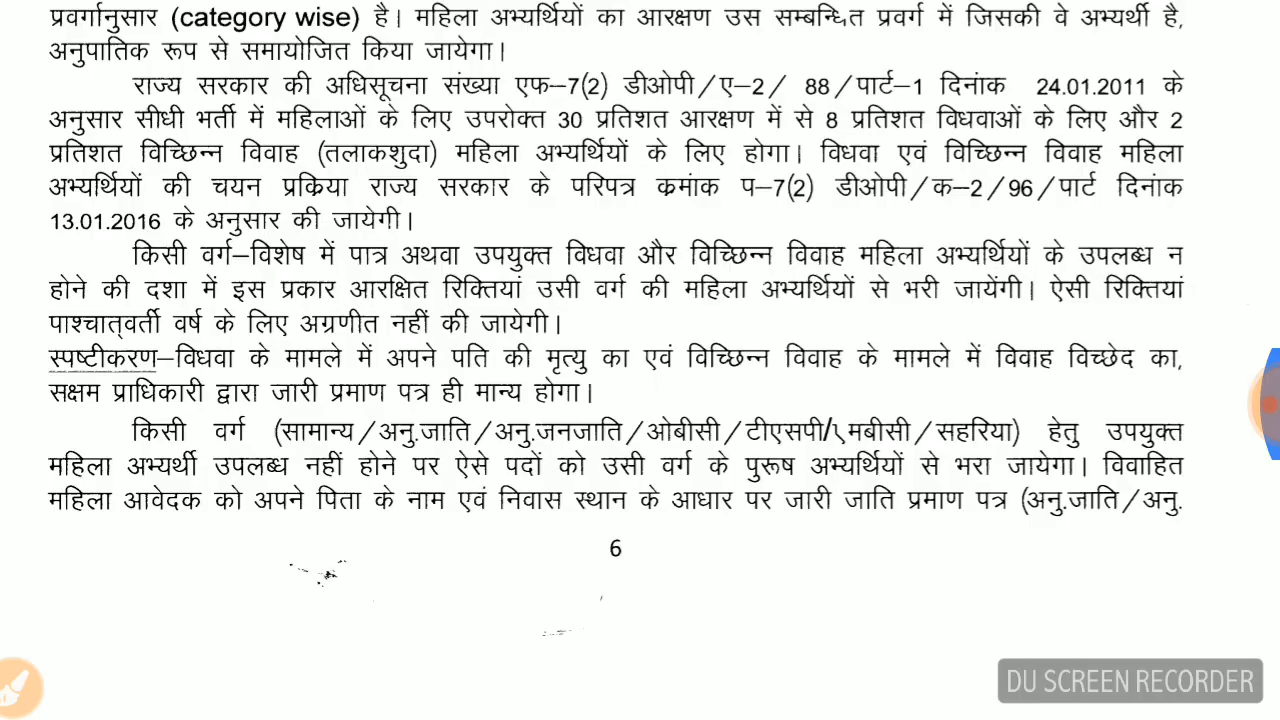 प्रवर्गानुसार (category wise) है। महिला अभ्यर्थियों का आरक्षण उस सम्बन्धित प्रवर्ग में जिसकी वे अभ्यर्थी है,
अनुपातिक रूप से समायोजित किया जायेगा।
राज्य सरकार की अधिसूचना संख्या एफ–7(2) डीओपी/ए–2/ 88/पार्ट–1 दिनांक 24.01.2011 के
अनुसार सीधी भर्ती में महिलाओं के लिए उपरोक्त 30 प्रतिशत आरक्षण में से 8 प्रतिशत विधवाओं के लिए और 2
प्रतिशत विच्छिन्न विवाह (तलाकशुदा) महिला अभ्यर्थियों के लिए होगा। विधवा एवं विच्छिन्न विवाह महिला
अभ्यर्थियों की चयन प्रक्रिया राज्य सरकार के परिपत्र क्रमांक प–7(2) डीओपी/क–2/96/पार्ट दिनांक
13.01.2016 के अनुसार की जायेगी।
किसी वर्ग–विशेष में पात्र अथवा उपयुक्त विधवा और विच्छिन्न विवाह महिला अभ्यर्थियों के उपलब्ध न
होने की दशा में इस प्रकार आरक्षित रिक्तियां उसी वर्ग की महिला अभ्यर्थियों से भरी जायेंगी। ऐसी रिक्तियां
पाश्चात्‌वर्ती वर्ष के लिए अग्रणीत नहीं की जायेगी।
स्पष्टीकरण–विधवा के मामले में अपने पति की मृत्यु का एवं विच्छिन्न विवाह के मामले में विवाह विच्छेद का,
सक्षम प्राधिकारी द्वारा जारी प्रमाण पत्र ही मान्य होगा।
किसी वर्ग (सामान्य/अनु.जाति/अनु.जनजाति/ओबीसी/टीएसपी/एमबीसी/सहरिया) हेतु उपयुक्त
महिला अभ्यर्थी उपलब्ध नहीं होने पर ऐसे पदों को उसी वर्ग के पुरूष अभ्यर्थियों से भरा जायेगा। विवाहित
महिला आवेदक को अपने पिता के नाम एवं निवास स्थान के आधार पर जारी जाति प्रमाण पत्र (अनु.जाति/अनु.
6
DU SCREEN RECORDER